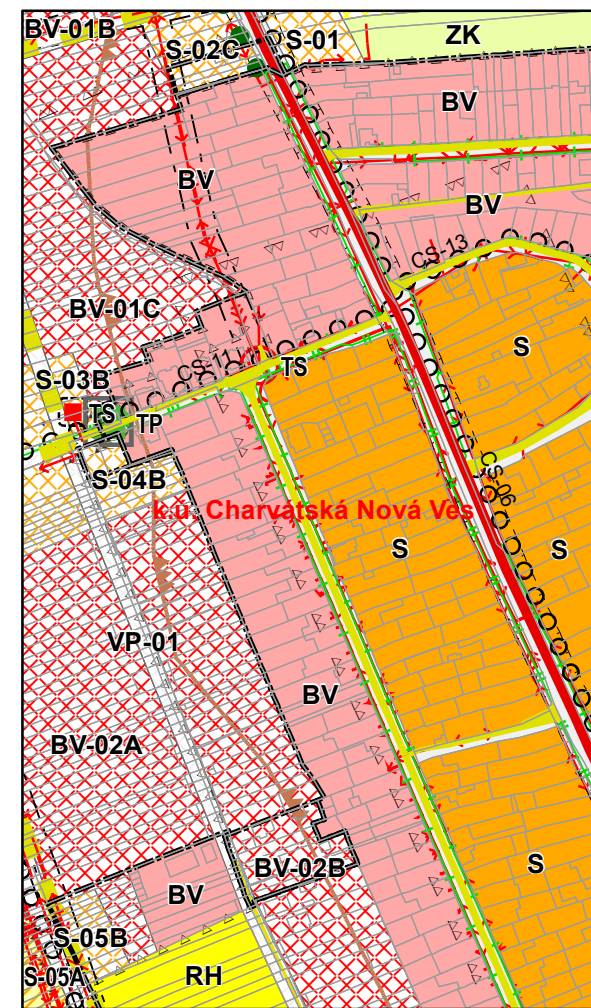 BV-01B
S-02C
S-01
ZK
BV
BV
BV
CS-13
BV-01C
S
CS-11
TS
S-03B
TS
TP
S-04B
CS-06
k.ú. Charvátská Nová Ves
S
S
VP-01
BV
BV-02A
BV-02B
S
BV
S-05B
S-05A
RH